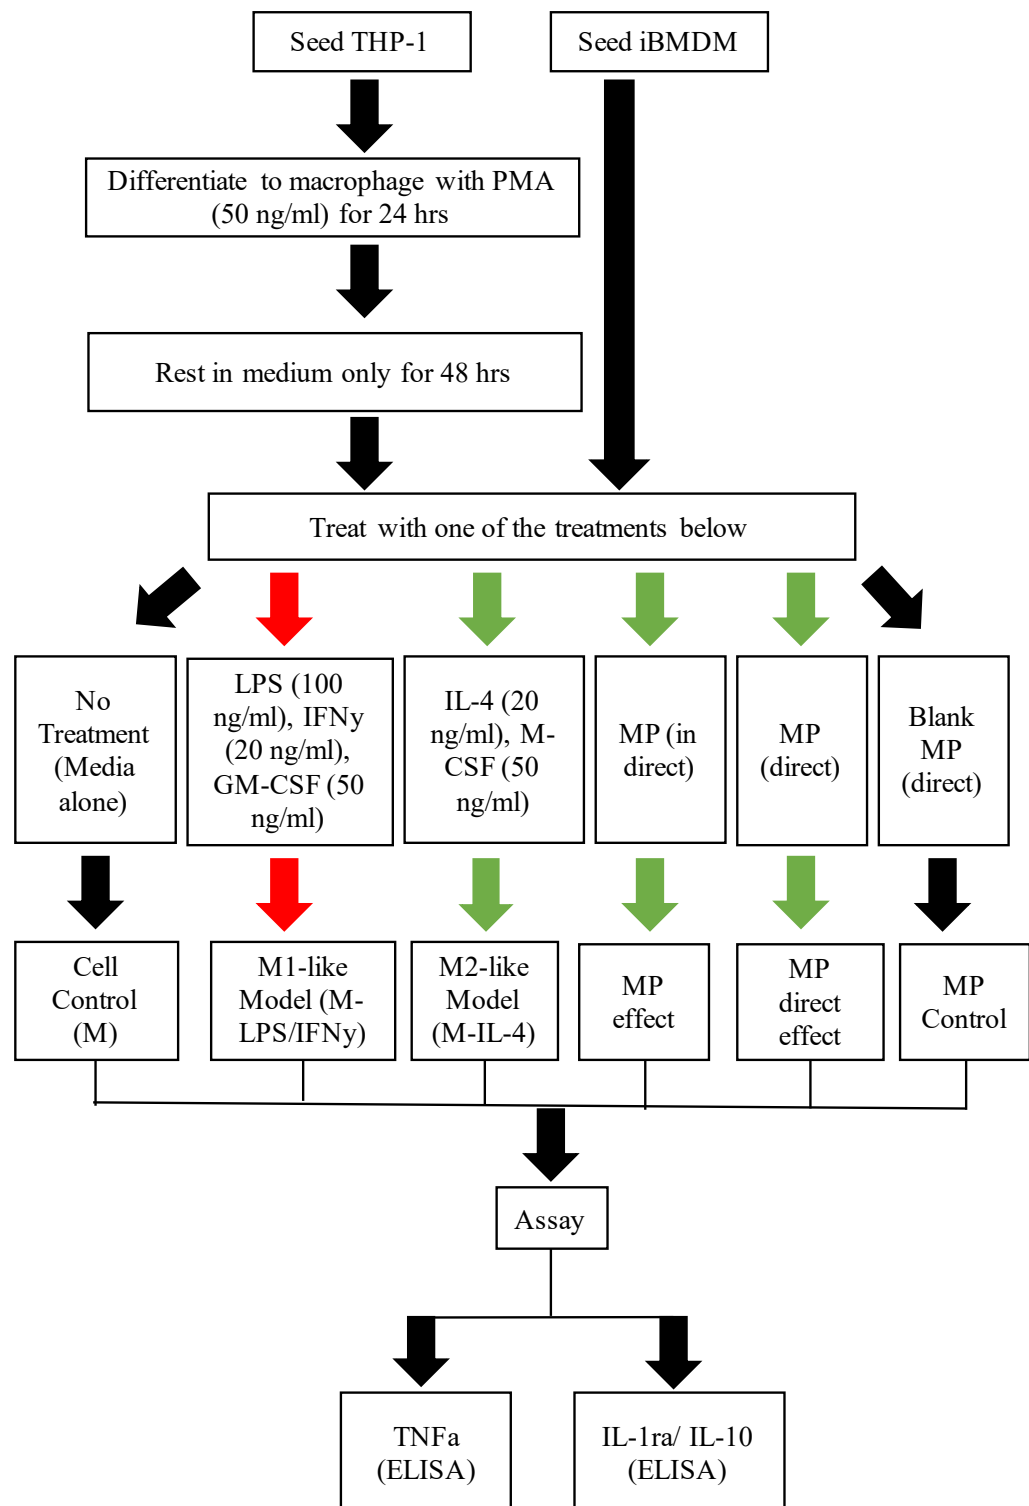 Seed THP-1
Seed iBMDM
Differentiate to macrophage with PMA
(50 ng/ml) for 24 hrs
Rest in medium only for 48 hrs
Treat with one of the treatments below
No
Treatment
(Media
alone)
LPS (100
ng/ml), IFNy
(20 ng/ml),
GM-CSF (50
ng/ml)
IL-4 (20
ng/ml), M-
CSF (50
ng/ml)
MP (in
direct)
MP
(direct)
Blank
MP
(direct)
Cell
Control
(M)
M1-like
Model (M-
LPS/IFNy)
M2-like
Model
(M-IL-4)
MP
effect
MP
direct
effect
MP
Control
Assay
TNFa
(ELISA)
IL-1ra/ IL-10
(ELISA)